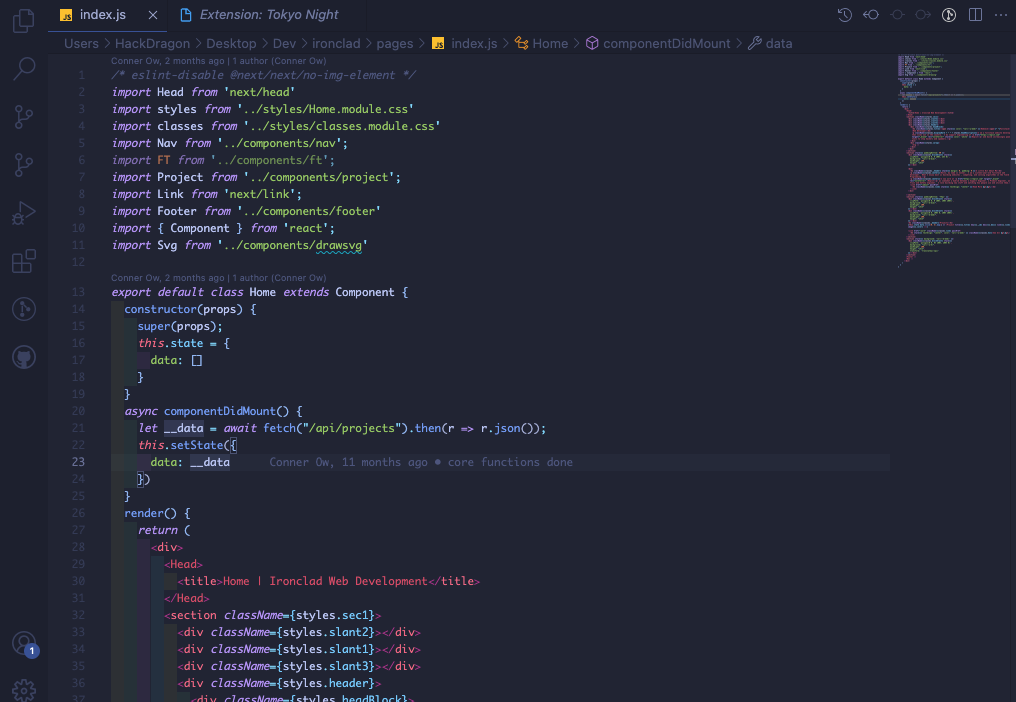 JS index.js × Extension: Tokyo Night
Users > HackDragon > Desktop > Dev > ironclad > pages > JS index.js > Home > componentDidMount > data
Conner Ow, 2 months ago | 1 author (Conner Ow)
1 /* eslint-disable @next/next/no-img-element */
2 import Head from 'next/head'
3 import styles from '../styles/Home.module.css'
4 import classes from '../styles/classes.module.css'
5 import Nav from '../components/nav';
6 import FT from '../components/ft';
7 import Project from '../components/project';
8 import Link from 'next/link';
9 import Footer from '../components/footer'
10 import { Component } from 'react';
11 import Svg from '../components/drawsvg'
12
Conner Ow, 2 months ago | 1 author (Conner Ow)
13 export default class Home extends Component {
14 constructor(props) {
15 super(props);
16 this.state = {
17 data: []
18 }
19 }
20 async componentDidMount() {
21 let __data = await fetch("/api/projects").then(r => r.json());
22 this.setState({
23 data: __data Conner Ow, 11 months ago • core functions done
24 })
25 }
26 render() {
27 return (
28 <div>
29 <Head>
30 <title>Home | Ironclad Web Development</title>
31 </Head>
32 <section className={styles.sec1}>
33 <div className={styles.slant2}></div>
34 <div className={styles.slant1}></div>
35 <div className={styles.slant3}></div>
36 <div className={styles.header}>
37 <div className={styles.headBlock}>
1